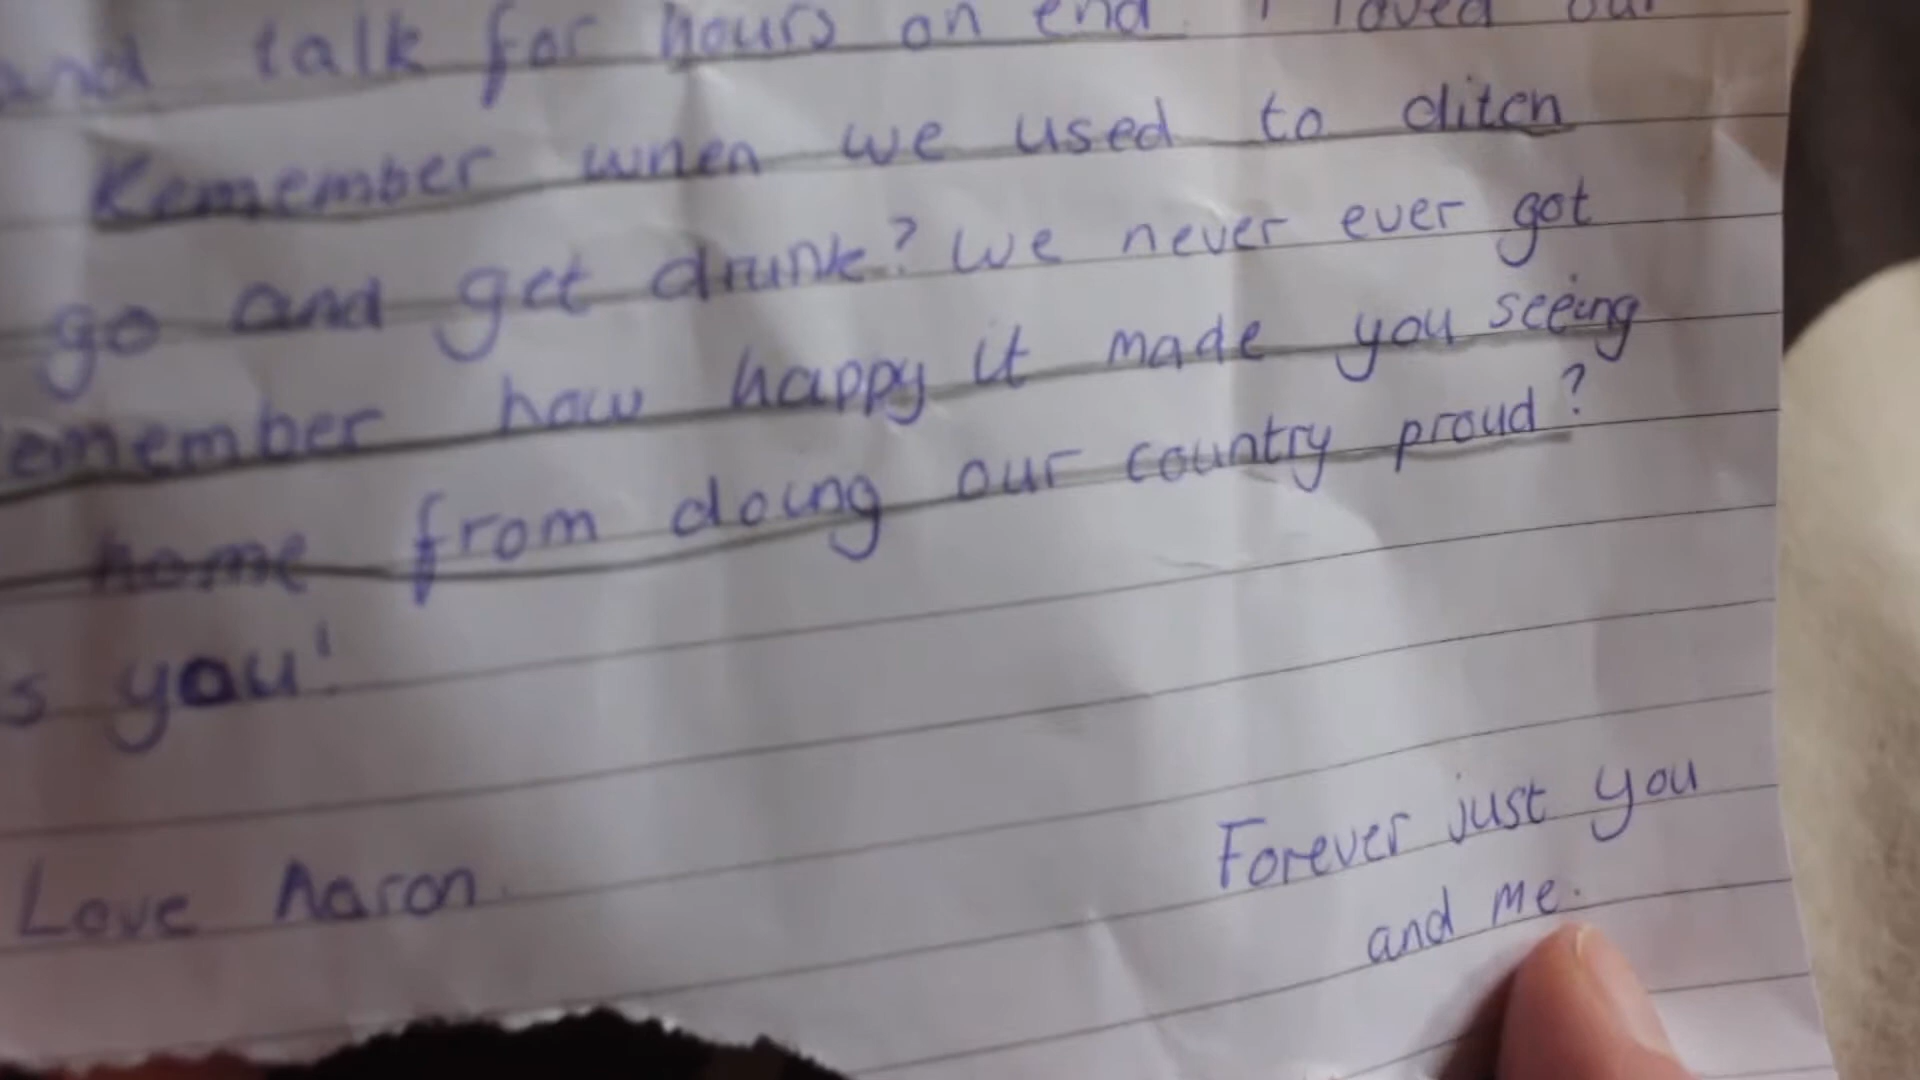 and talk for hours on end. I loved our
Remember when we used to ditch
go and get drunk? We never ever got
emember how happy it made you seeing
home from doing our country proud?
s you'
Love Aaron.
Forever just you
and me.